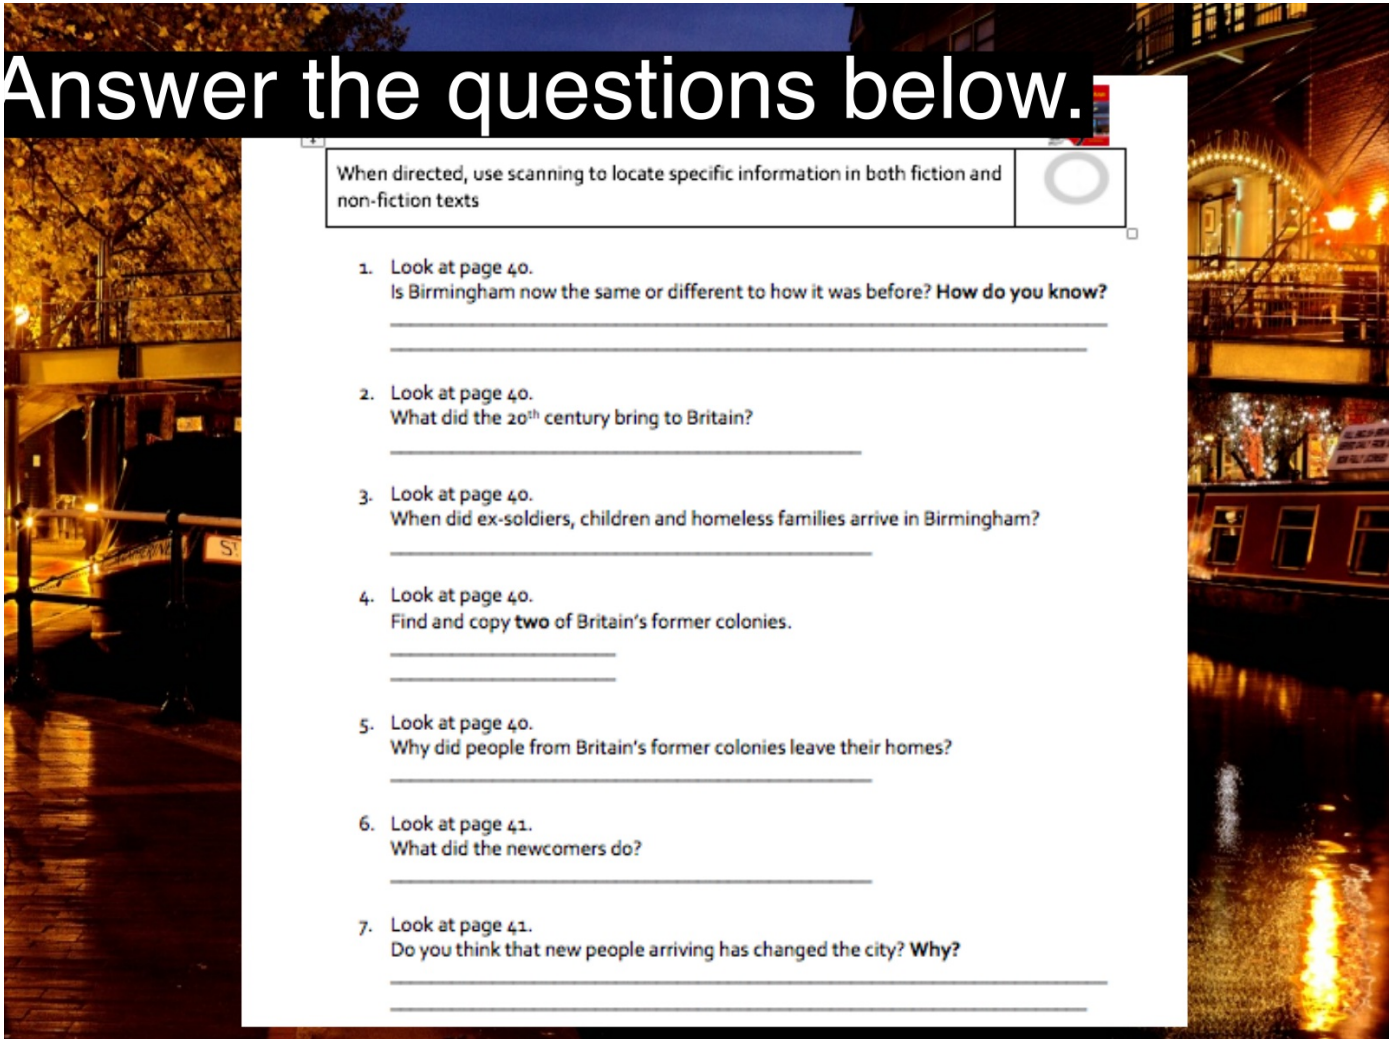 Answer the questions below.
When directed, use scanning to locate specific information in both fiction and
non-fiction texts
1. Look at page 40.
Is Birmingham now the same or different to how it was before? How do you know?
2. Look at page 40.
What did the 20th century bring to Britain?
3. Look at page 40.
When did ex-soldiers, children and homeless families arrive in Birmingham?
4. Look at page 40.
Find and copy two of Britain's former colonies.
5. Look at page 40.
Why did people from Britain's former colonies leave their homes?
6. Look at page 41.
What did the newcomers do?
7. Look at page 41.
Do you think that new people arriving has changed the city? Why?
ST